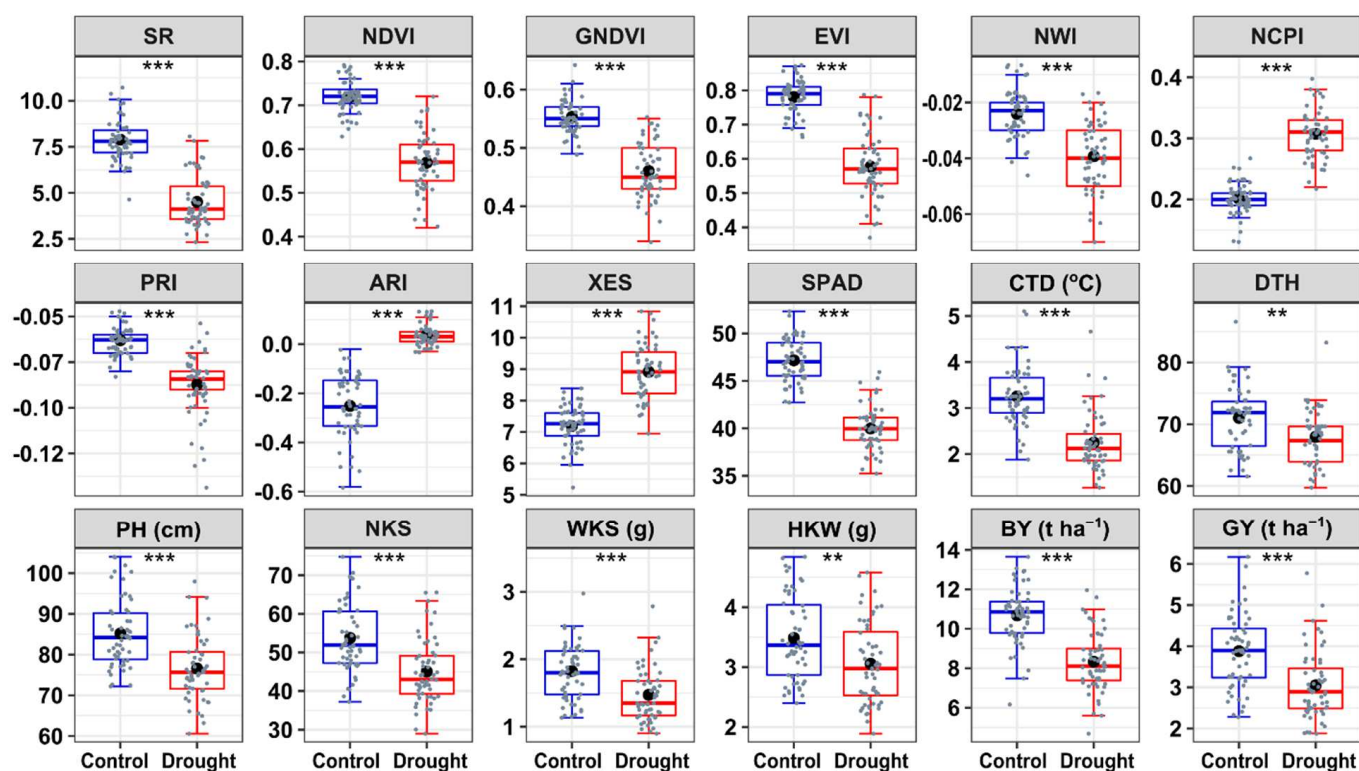 SR NDVI GNDVI EVI NWI NCPI
*** *** *** *** *** ***
10.0 7.5 5.0 2.5
0.8 0.7 0.6 0.5 0.4
0.6 0.5 0.4
0.8 0.7 0.6 0.5 0.4
-0.02 -0.04 -0.06
0.4 0.3 0.2
PRI ARI XES SPAD CTD (ºC) DTH
*** *** *** *** *** **
-0.05 -0.07 -0.10 -0.12
0.0 -0.2 -0.4 -0.6
11 10 9 8 7 6 5
50 45 40 35
5 4 3 2
80 70 60
PH (cm) NKS WKS (g) HKW (g) BY (t ha⁻¹) GY (t ha⁻¹)
*** *** *** ** *** ***
100 90 80 70 60
70 60 50 40 30
3 2 1
4 3 2
14 12 10 8 6
6 5 4 3 2
Control Drought Control Drought Control Drought Control Drought Control Drought Control Drought